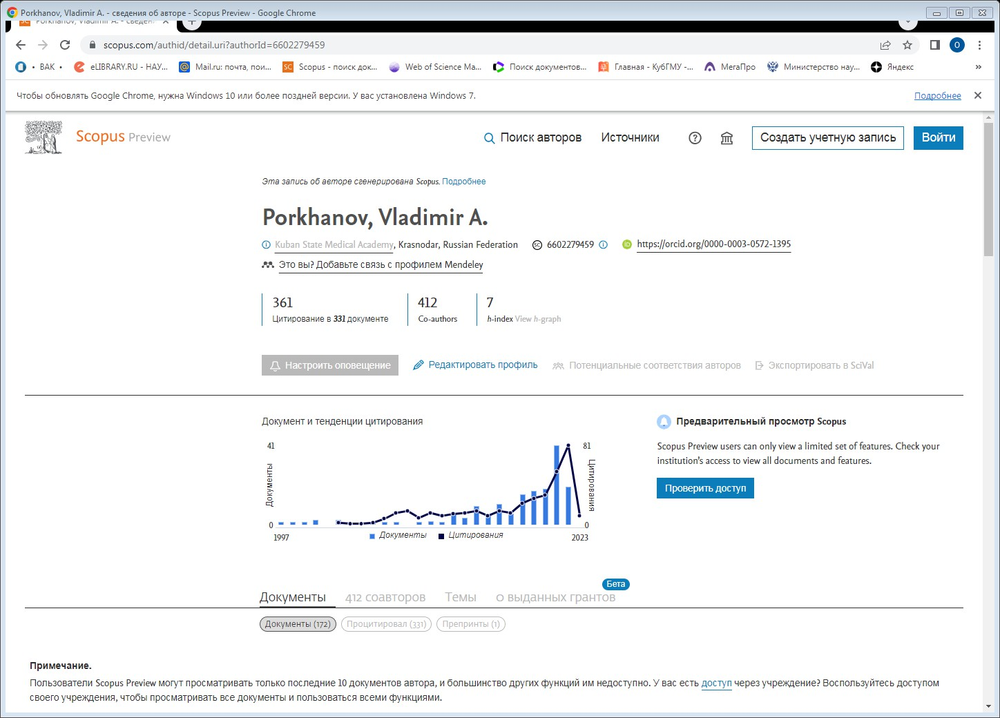 Porkhanov, Vladimir A. - сведения об авторе - Scopus Preview - Google Chrome
SC Porkhanov, Vladimir A. - сведен
scopus.com/authid/detail.uri?authorId=6602279459 O
• ВАК • eLIBRARY.RU - НАУ... Mail.ru: почта, пои... SC Scopus - поиск док... Web of Science Ma... Поиск документов... Главная - КубГМУ -... МегаПро Министерство нау... Яндекс »
Чтобы обновлять Google Chrome, нужна Windows 10 или более поздней версии. У вас установлена Windows 7. Подробнее
Scopus Preview Поиск авторов Источники ? Создать учетную запись Войти
Эта запись об авторе сгенерирована Scopus. Подробнее
Porkhanov, Vladimir A.
Kuban State Medical Academy, Krasnodar, Russian Federation SC 6602279459 iD https://orcid.org/0000-0003-0572-1395
Это вы? Добавьте связь с профилем Mendeley
361 412 7
Цитирование в 331 документе Co-authors h-index View h-graph
Настроить оповещение Редактировать профиль Потенциальные соответствия авторов Экспортировать в SciVal
Документ и тенденции цитирования
41 81
Документы
Цитирования
0 0
1997 2023
Документы Цитирования
Предварительный просмотр Scopus
Scopus Preview users can only view a limited set of features. Check your
institution's access to view all documents and features.
Проверить доступ
Бета
Документы 412 соавторов Темы 0 выданных грантов
Документы (172) Процитировал (331) Препринты (1)
Примечание.
Пользователи Scopus Preview могут просматривать только последние 10 документов автора, и большинство других функций им недоступно. У вас есть доступ через учреждение? Воспользуйтесь доступом
своего учреждения, чтобы просматривать все документы и пользоваться всеми функциями.